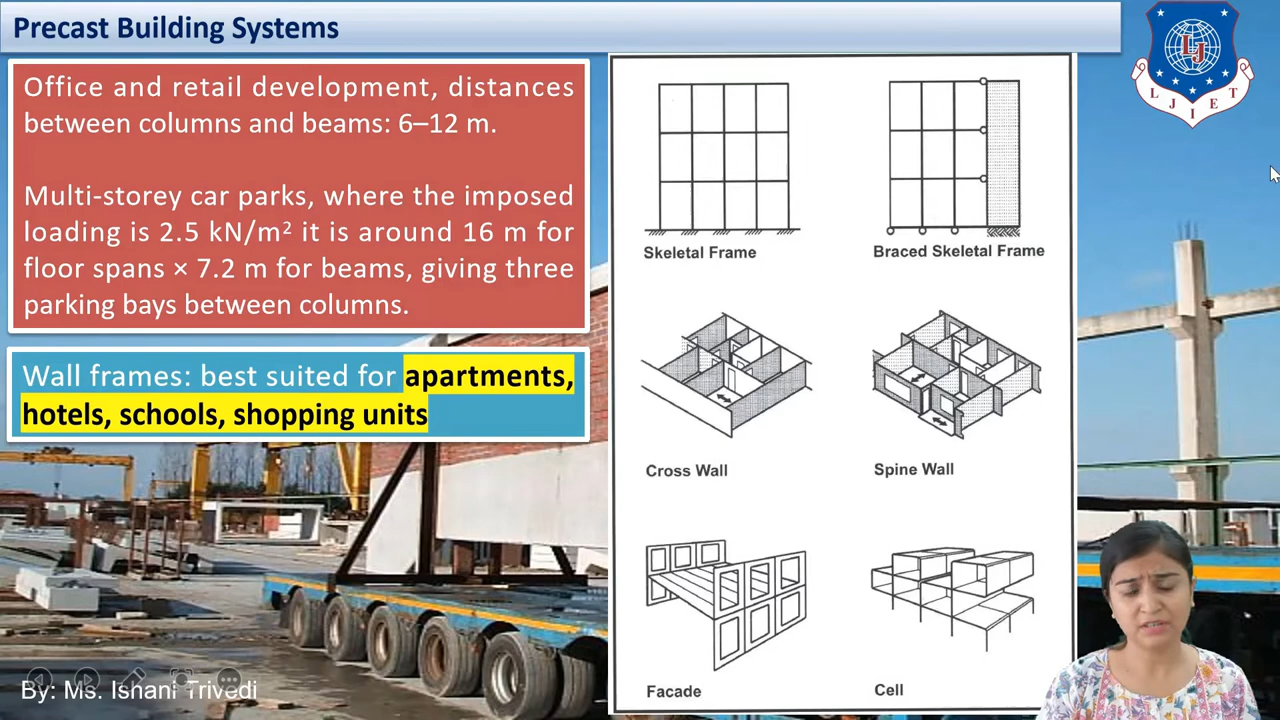 Precast Building Systems
Office and retail development, distances
between columns and beams: 6–12 m.
Multi-storey car parks, where the imposed
loading is 2.5 kN/m² it is around 16 m for
floor spans × 7.2 m for beams, giving three
parking bays between columns.
Wall frames: best suited for apartments,
hotels, schools, shopping units
Skeletal Frame
Braced Skeletal Frame
Cross Wall
Spine Wall
Facade
Cell
LJ
LJIET
By: Ms. Ishani Trivedi